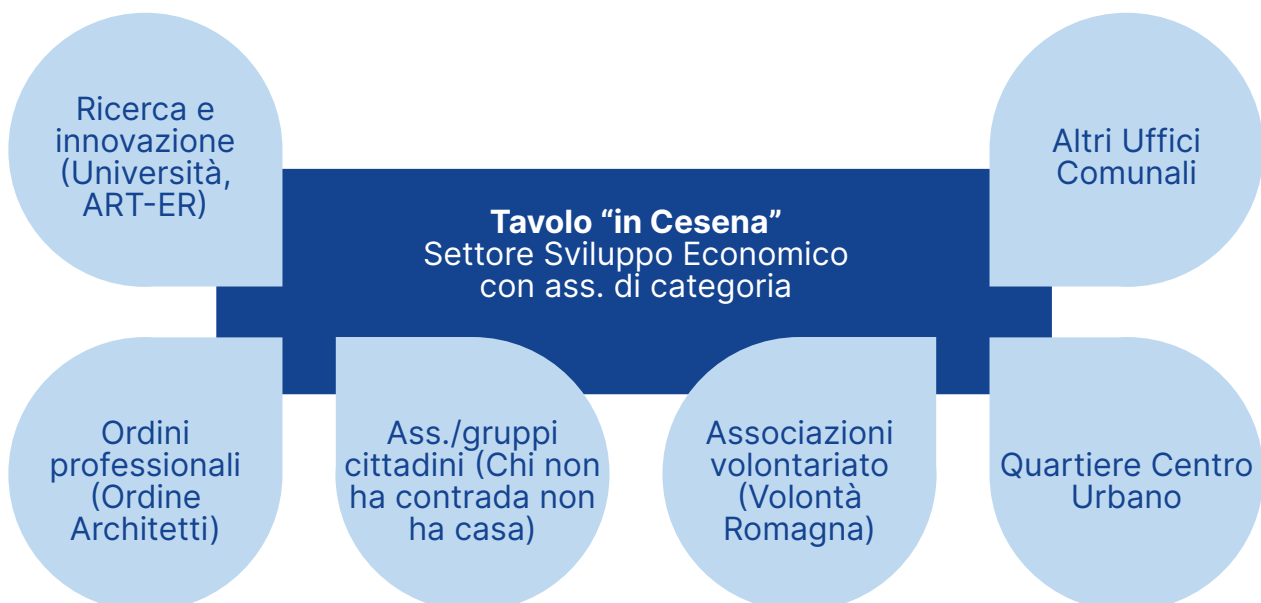 Ricerca e
innovazione
(Università,
ART-ER)
Altri Uffici
Comunali
Tavolo “in Cesena”
Settore Sviluppo Economico
con ass. di categoria
Ordini
professionali
(Ordine
Architetti)
Ass./gruppi
cittadini (Chi non
ha contrada non
ha casa)
Associazioni
volontariato
(Volontà
Romagna)
Quartiere Centro
Urbano